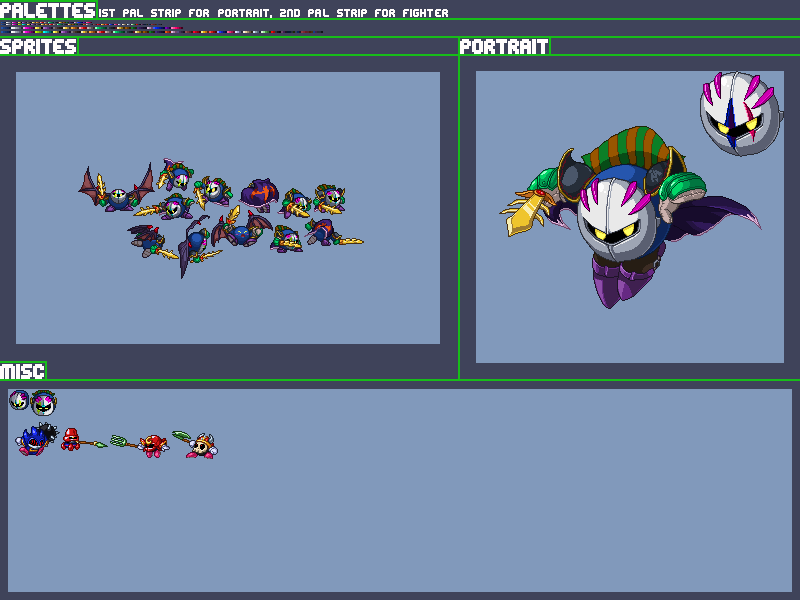 PALETTES 1ST PAL STRIP FOR PORTRAIT, 2ND PAL STRIP FOR FIGHTER
SPRITES
PORTRAIT
MISC